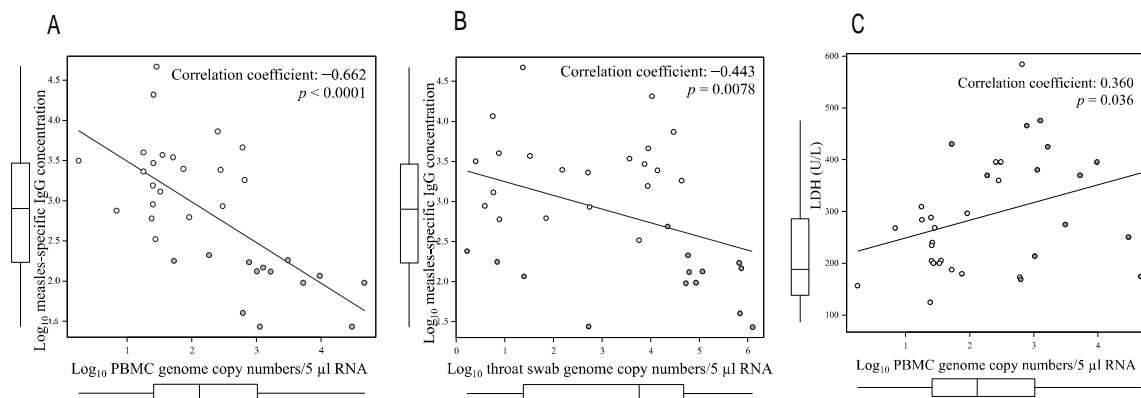 A
Correlation coefficient: −0.662
p < 0.0001
Log10 measles-specific IgG concentration
4.5
4.0
3.5
3.0
2.5
2.0
1.5
1 2 3 4
Log10 PBMC genome copy numbers/5 µl RNA
B
Correlation coefficient: −0.443
p = 0.0078
Log10 measles-specific IgG concentration
4.5
4.0
3.5
3.0
2.5
2.0
1.5
0 1 2 3 4 5 6
Log10 throat swab genome copy numbers/5 µl RNA
C
Correlation coefficient: 0.360
p = 0.036
LDH (U/L)
600
500
400
300
200
100
1 2 3 4
Log10 PBMC genome copy numbers/5 µl RNA